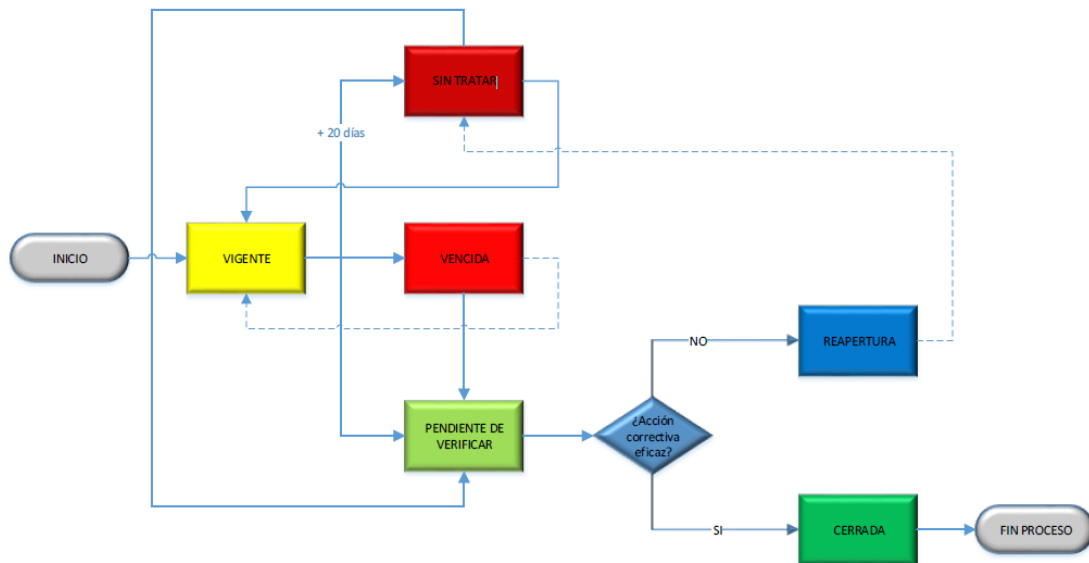 SIN TRATAR
+ 20 días
INICIO
VIGENTE
VENCIDA
NO
REAPERTURA
PENDIENTE DE
VERIFICAR
¿Acción
correctiva
eficaz?
SI
CERRADA
FIN PROCESO